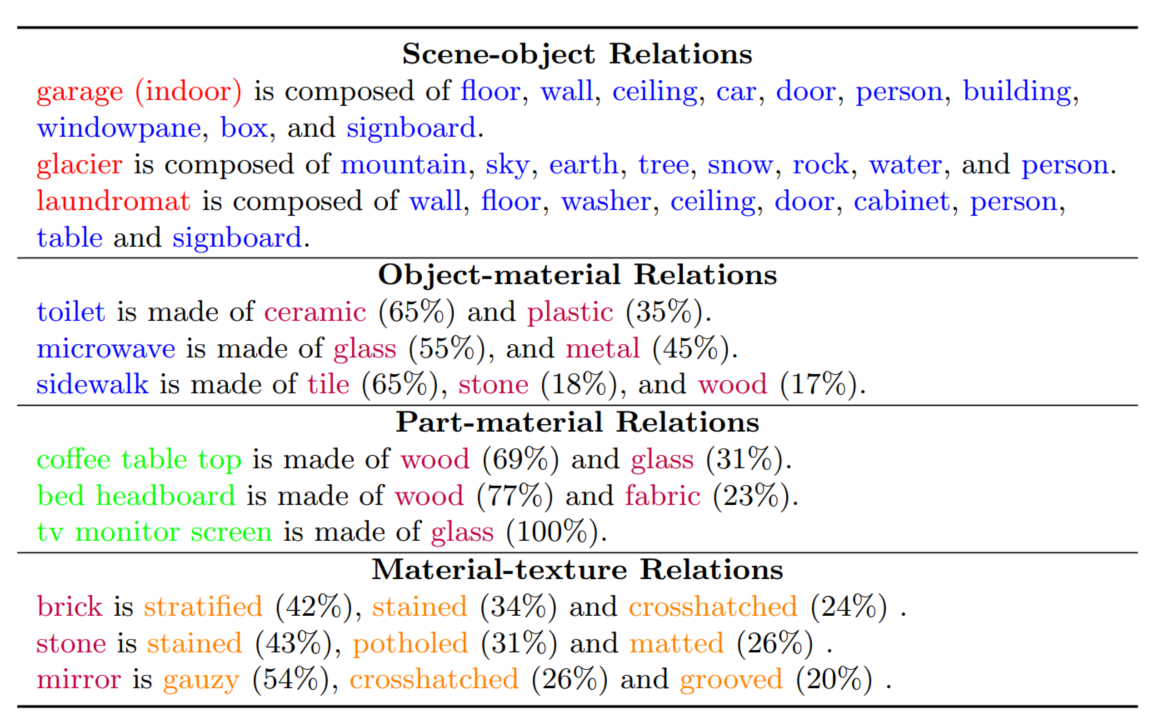 Scene-object Relations
garage (indoor) is composed of floor, wall, ceiling, car, door, person, building,
windowpane, box, and signboard.
glacier is composed of mountain, sky, earth, tree, snow, rock, water, and person.
laundromat is composed of wall, floor, washer, ceiling, door, cabinet, person,
table and signboard.
Object-material Relations
toilet is made of ceramic (65%) and plastic (35%).
microwave is made of glass (55%), and metal (45%).
sidewalk is made of tile (65%), stone (18%), and wood (17%).
Part-material Relations
coffee table top is made of wood (69%) and glass (31%).
bed headboard is made of wood (77%) and fabric (23%).
tv monitor screen is made of glass (100%).
Material-texture Relations
brick is stratified (42%), stained (34%) and crosshatched (24%) .
stone is stained (43%), potholed (31%) and matted (26%) .
mirror is gauzy (54%), crosshatched (26%) and grooved (20%) .